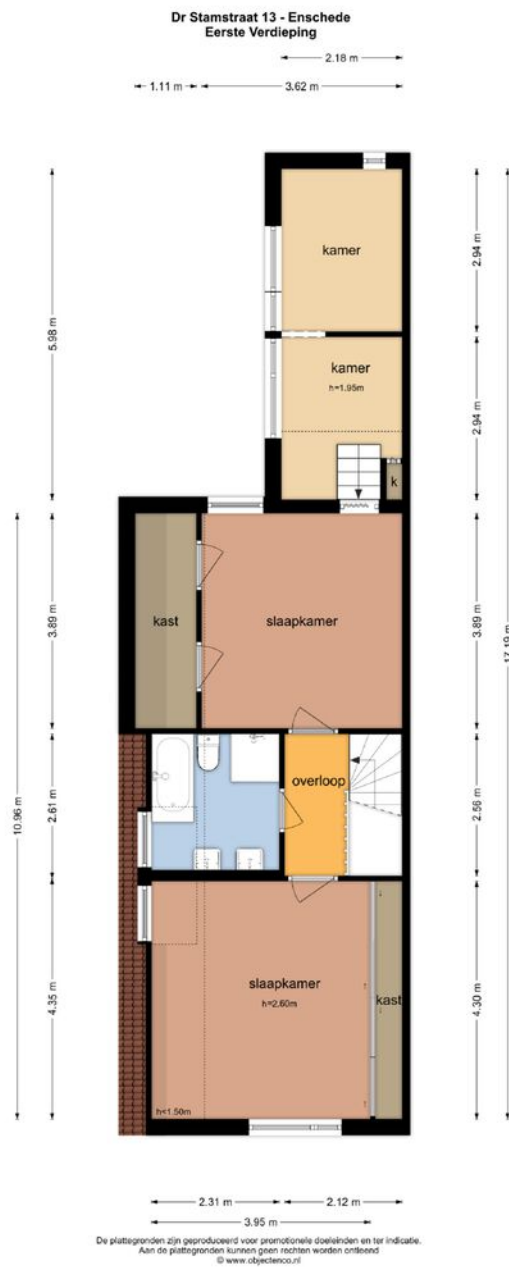 Dr Stamstraat 13 - Enschede
Eerste Verdieping
2.18 m
1.11 m
3.62 m
kamer
2.94 m
5.98 m
kamer
h=1.95m
2.94 m
17.19 m
k
kast
slaapkamer
3.89 m
3.89 m
10.96 m
overloop
2.61 m
2.56 m
slaapkamer
h=2.60m
kast
4.35 m
4.30 m
h<1.50m
2.31 m
2.12 m
3.95 m
De plattegronden zijn geproduceerd voor promotionele doeleinden en ter indicatie.
Aan de plattegronden kunnen geen rechten worden ontleend
© www.objectenco.nl